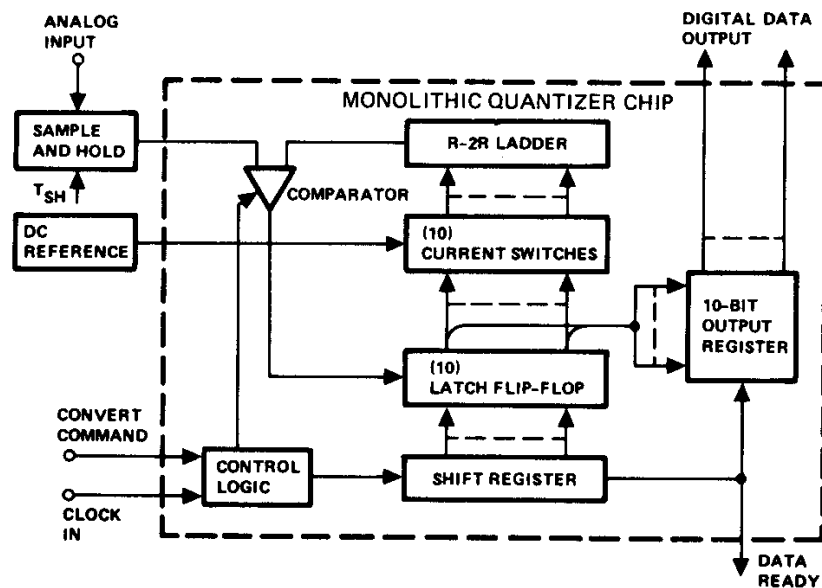 ANALOG
INPUT
DIGITAL DATA
OUTPUT
MONOLITHIC QUANTIZER CHIP
SAMPLE
AND HOLD
R-2R LADDER
TSH
COMPARATOR
DC
REFERENCE
(10)
CURRENT SWITCHES
10-BIT
OUTPUT
REGISTER
(10)
LATCH FLIP-FLOP
CONVERT
COMMAND
CONTROL
LOGIC
SHIFT REGISTER
CLOCK
IN
DATA
READY